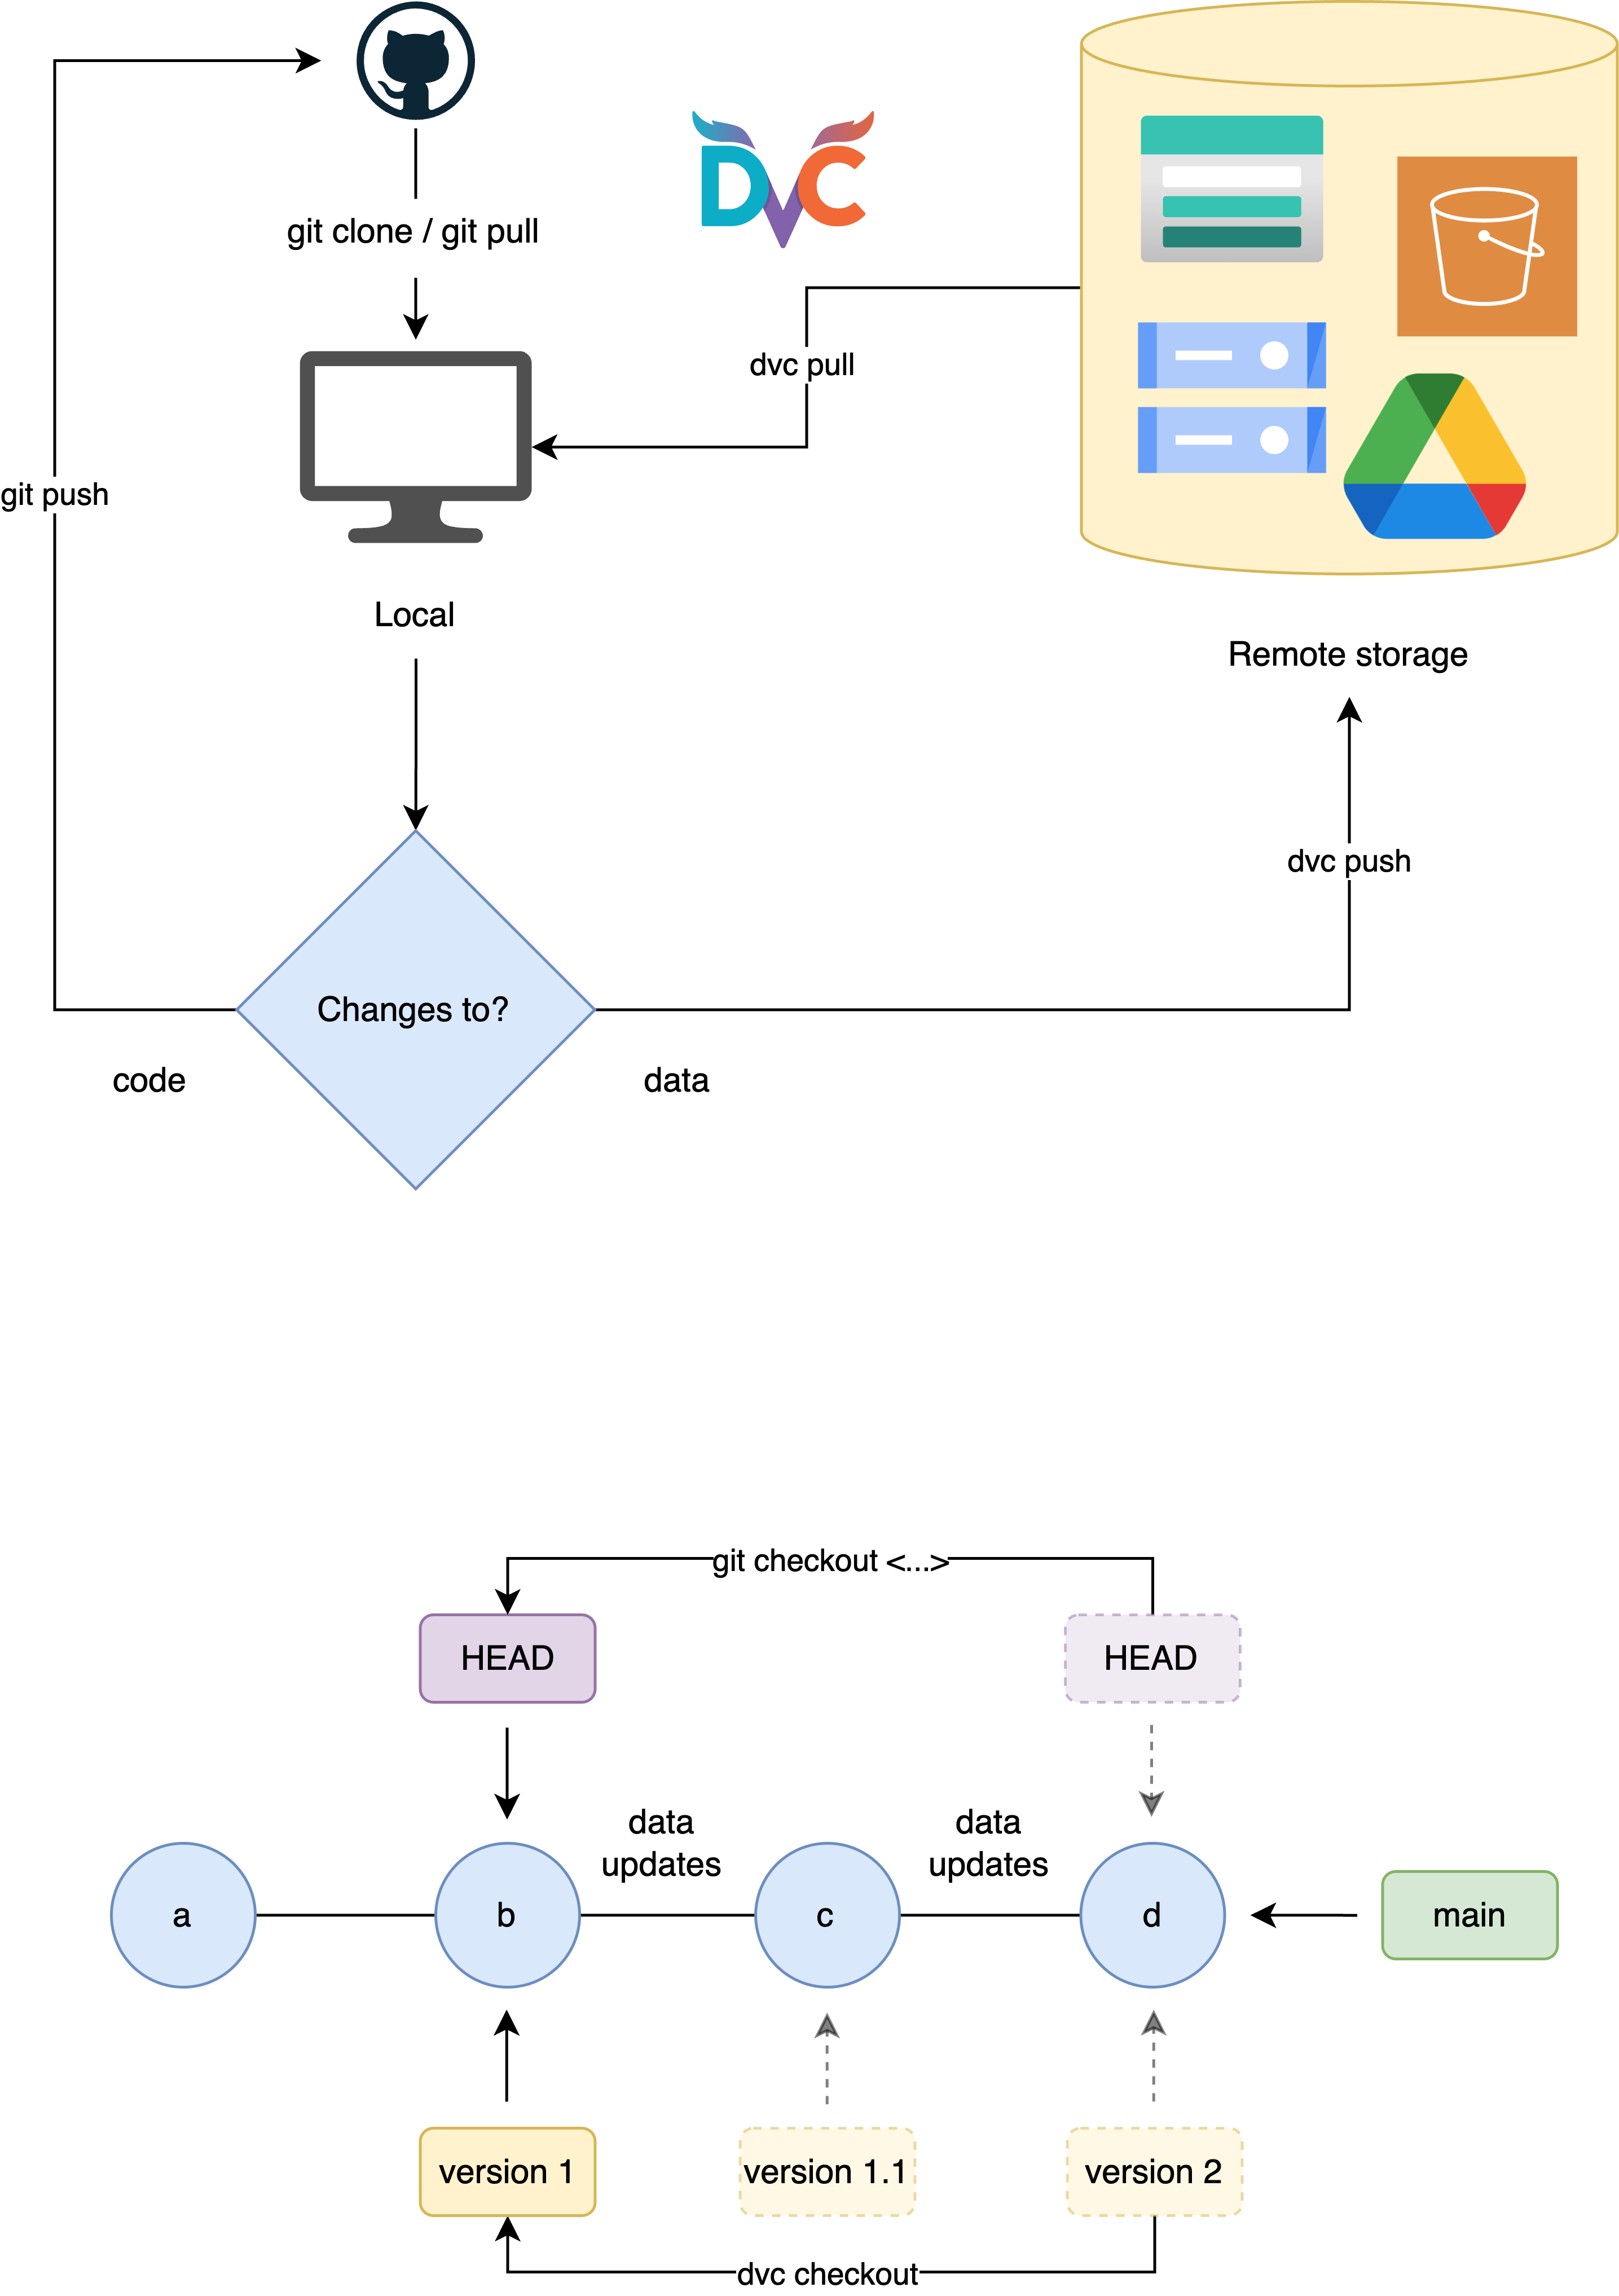 DVC
git clone / git pull
dvc pull
git push
Local
Remote storage
dvc push
Changes to?
code
data
git checkout <...>
HEAD
HEAD
data
updates
data
updates
a
b
c
d
main
version 1
version 1.1
version 2
dvc checkout